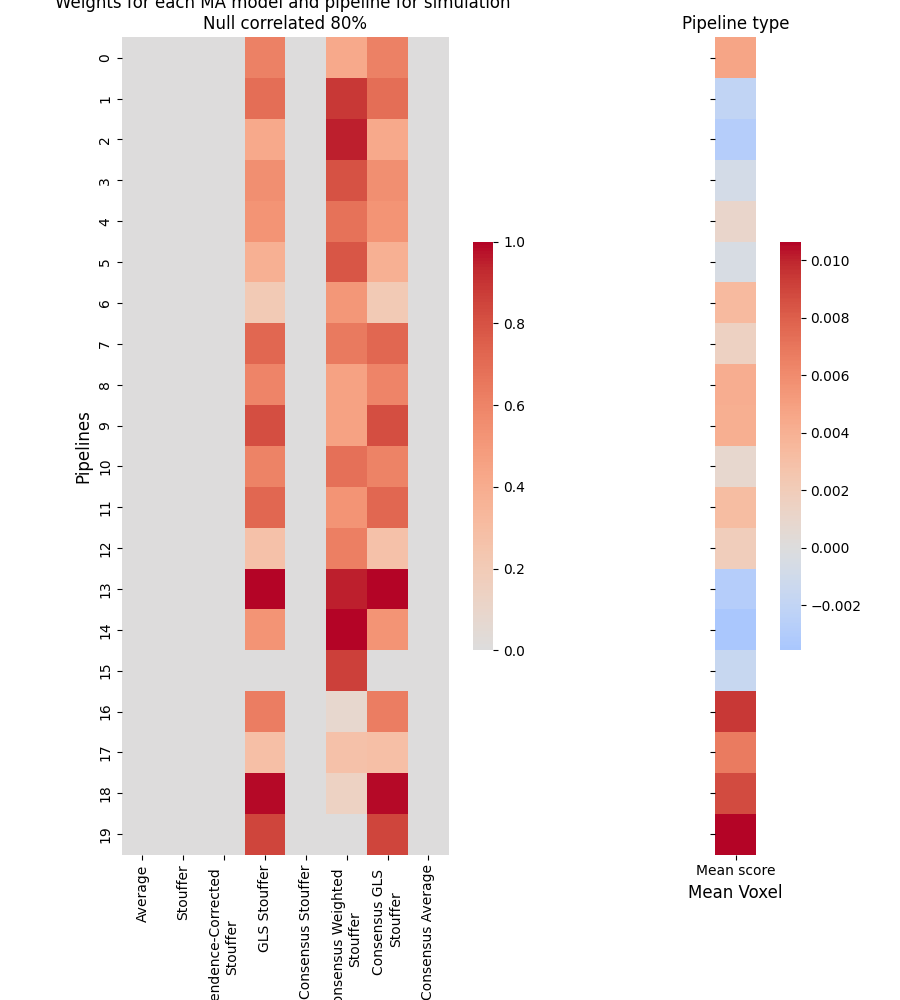 Weights for each MA model and pipeline for simulation
Null correlated 80%
Pipeline type
Pipelines
0
1
2
3
4
5
6
7
8
9
10
11
12
13
14
15
16
17
18
19
1.0
0.8
0.6
0.4
0.2
0.0
0.010
0.008
0.006
0.004
0.002
0.000
−0.002
Average
Stouffer
endence-Corrected
Stouffer
GLS Stouffer
Consensus Stouffer
onsensus Weighted
Stouffer
Consensus GLS
Stouffer
Consensus Average
Mean score
Mean Voxel